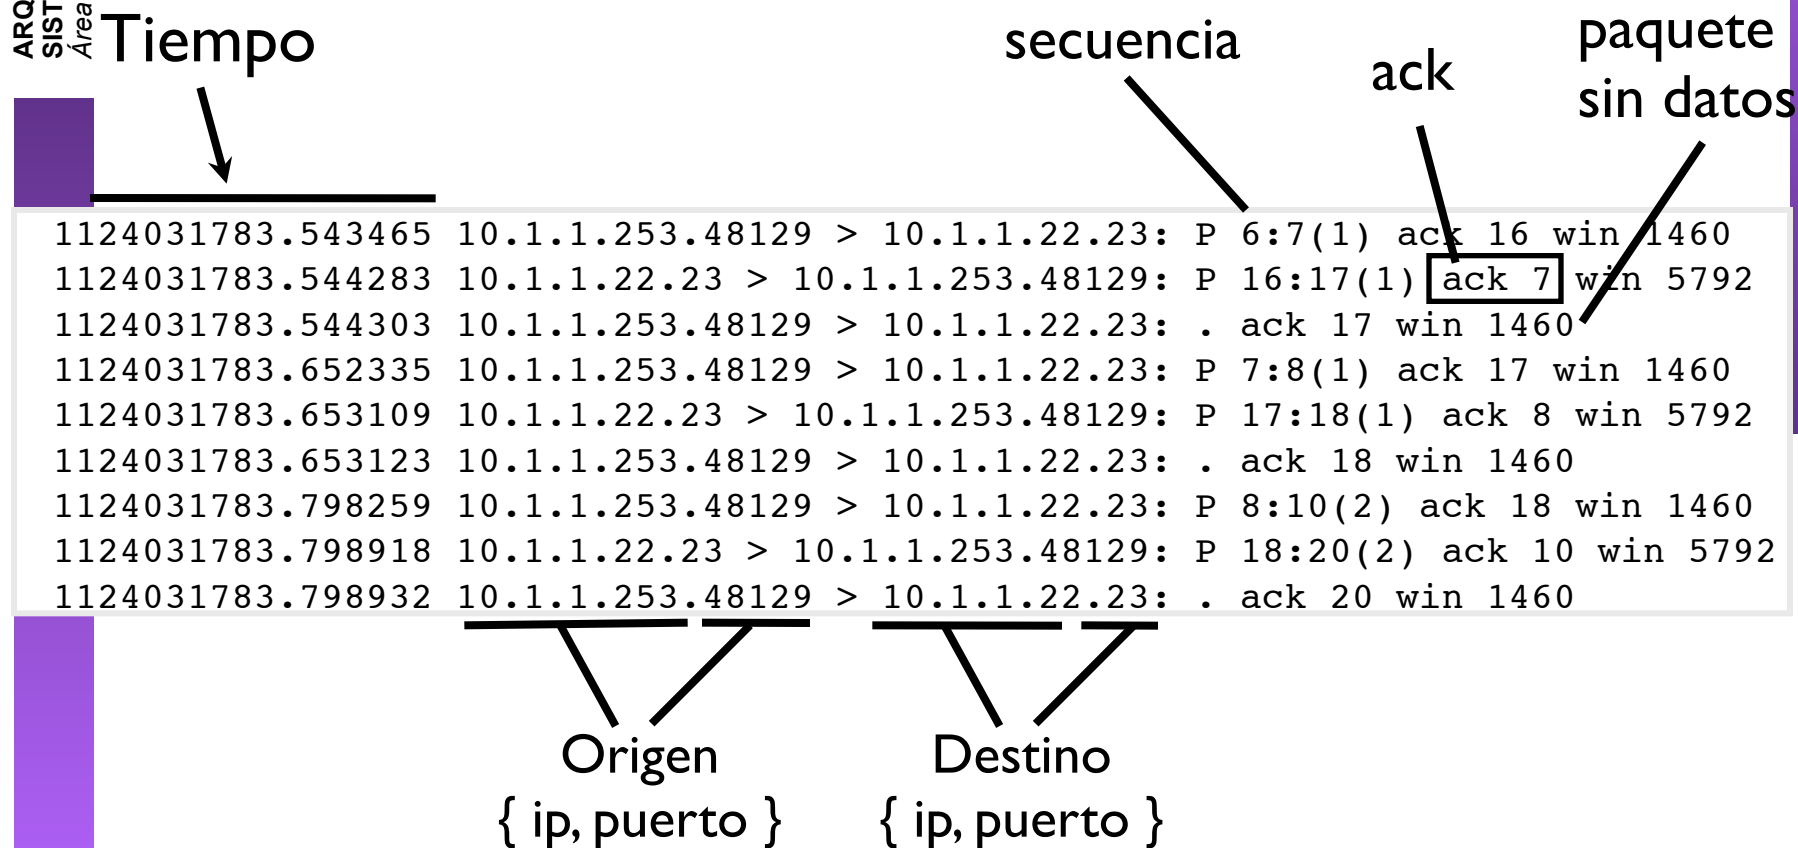 ARQ
SIST
Área
Tiempo
secuencia
ack
paquete
sin datos
1124031783.543465 10.1.1.253.48129 > 10.1.1.22.23: P 6:7(1) ack 16 win 1460
1124031783.544283 10.1.1.22.23 > 10.1.1.253.48129: P 16:17(1) ack 7 win 5792
1124031783.544303 10.1.1.253.48129 > 10.1.1.22.23: . ack 17 win 1460
1124031783.652335 10.1.1.253.48129 > 10.1.1.22.23: P 7:8(1) ack 17 win 1460
1124031783.653109 10.1.1.22.23 > 10.1.1.253.48129: P 17:18(1) ack 8 win 5792
1124031783.653123 10.1.1.253.48129 > 10.1.1.22.23: . ack 18 win 1460
1124031783.798259 10.1.1.253.48129 > 10.1.1.22.23: P 8:10(2) ack 18 win 1460
1124031783.798918 10.1.1.22.23 > 10.1.1.253.48129: P 18:20(2) ack 10 win 5792
1124031783.798932 10.1.1.253.48129 > 10.1.1.22.23: . ack 20 win 1460
Origen
{ ip, puerto }
Destino
{ ip, puerto }